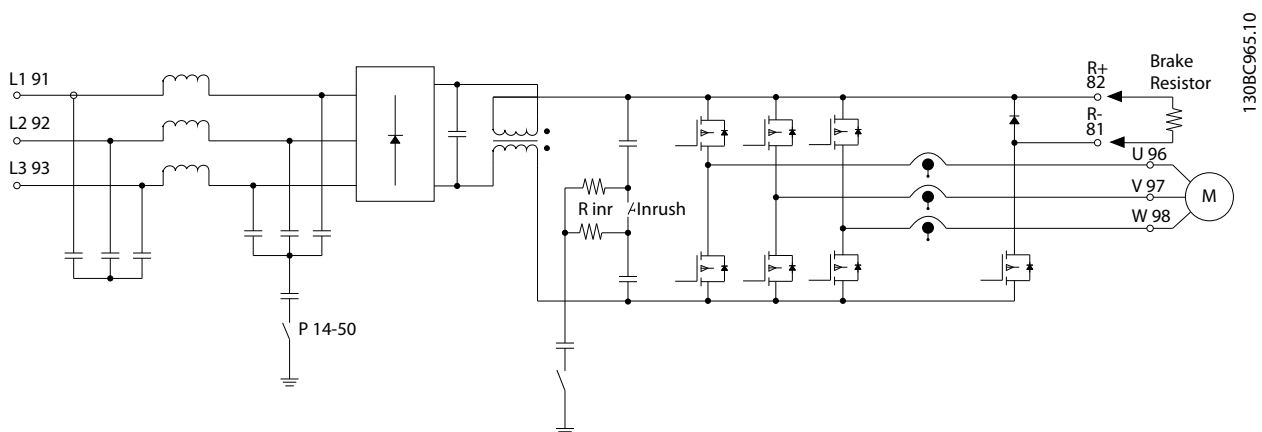 130BC965.10
L1 91
L2 92
L3 93
P 14-50
R inr
Inrush
R+
82
R-
81
Brake
Resistor
U 96
V 97
W 98
M